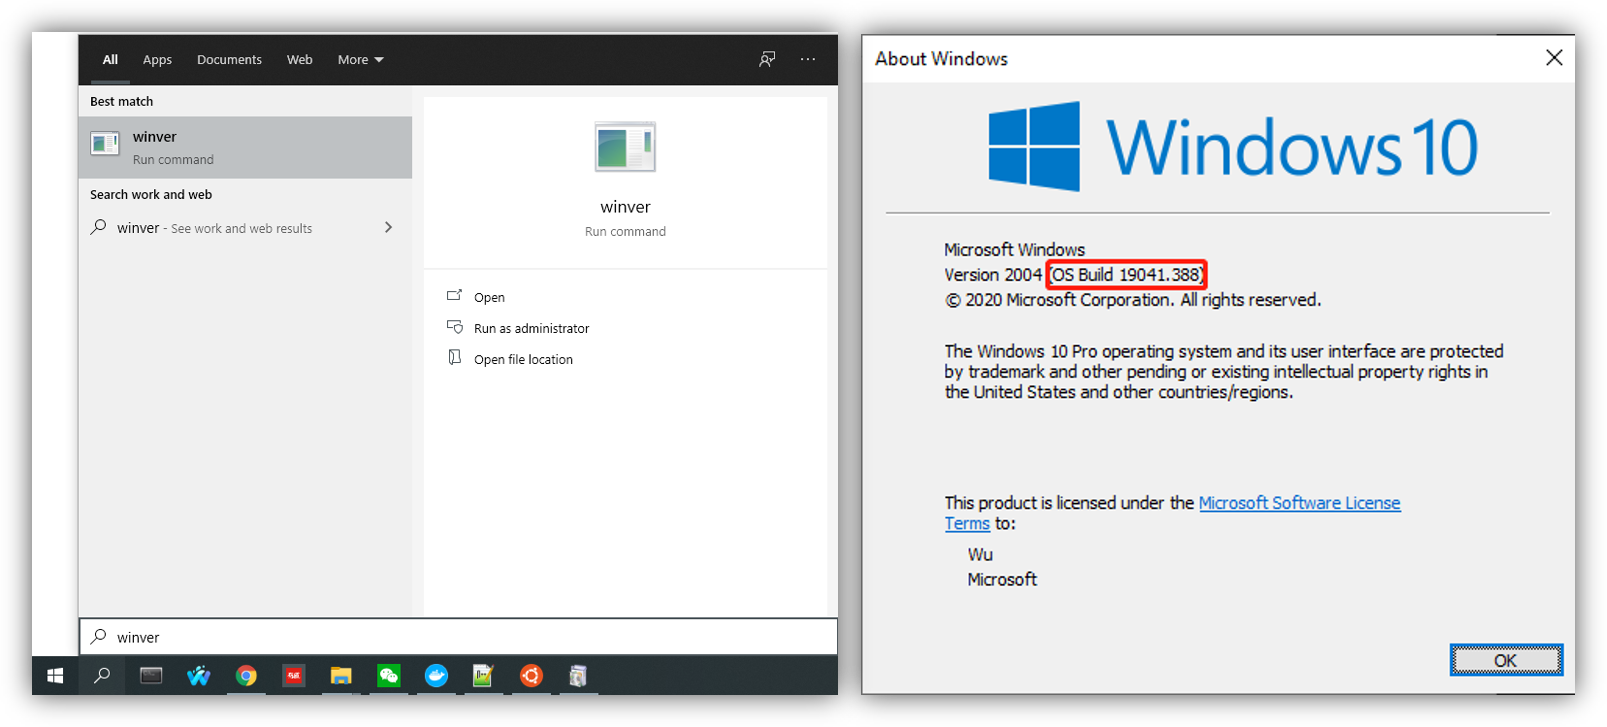 All Apps Documents Web More
Best match
winver
Run command
Search work and web
winver - See work and web results
winver
Run command
Open
Run as administrator
Open file location
winver
About Windows
Windows 10
Microsoft Windows
Version 2004 (OS Build 19041.388)
© 2020 Microsoft Corporation. All rights reserved.
The Windows 10 Pro operating system and its user interface are protected
by trademark and other pending or existing intellectual property rights in
the United States and other countries/regions.
This product is licensed under the Microsoft Software License
Terms to:
Wu
Microsoft
OK